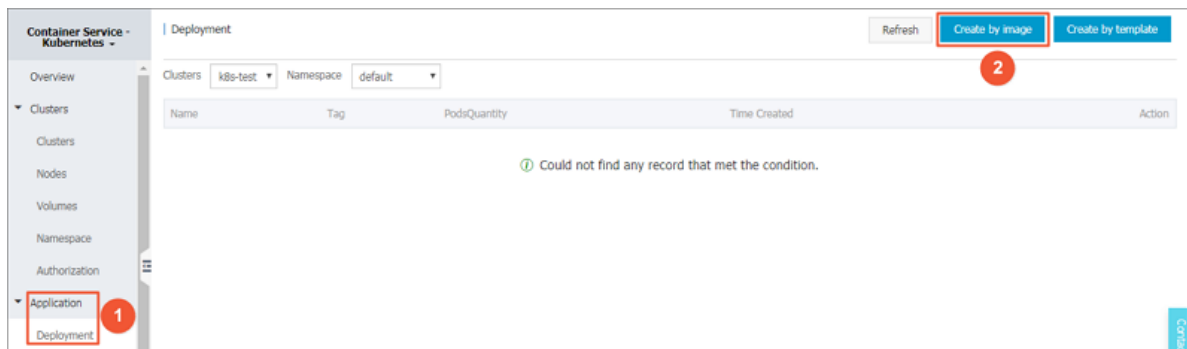 Container Service -
Kubernetes
Overview
Clusters
Clusters
Nodes
Volumes
Namespace
Authorization
Application
Deployment
1
Deployment
Refresh
Create by image
Create by template
2
Clusters k8s-test Namespace default
Name Tag PodsQuantity Time Created Action
Could not find any record that met the condition.